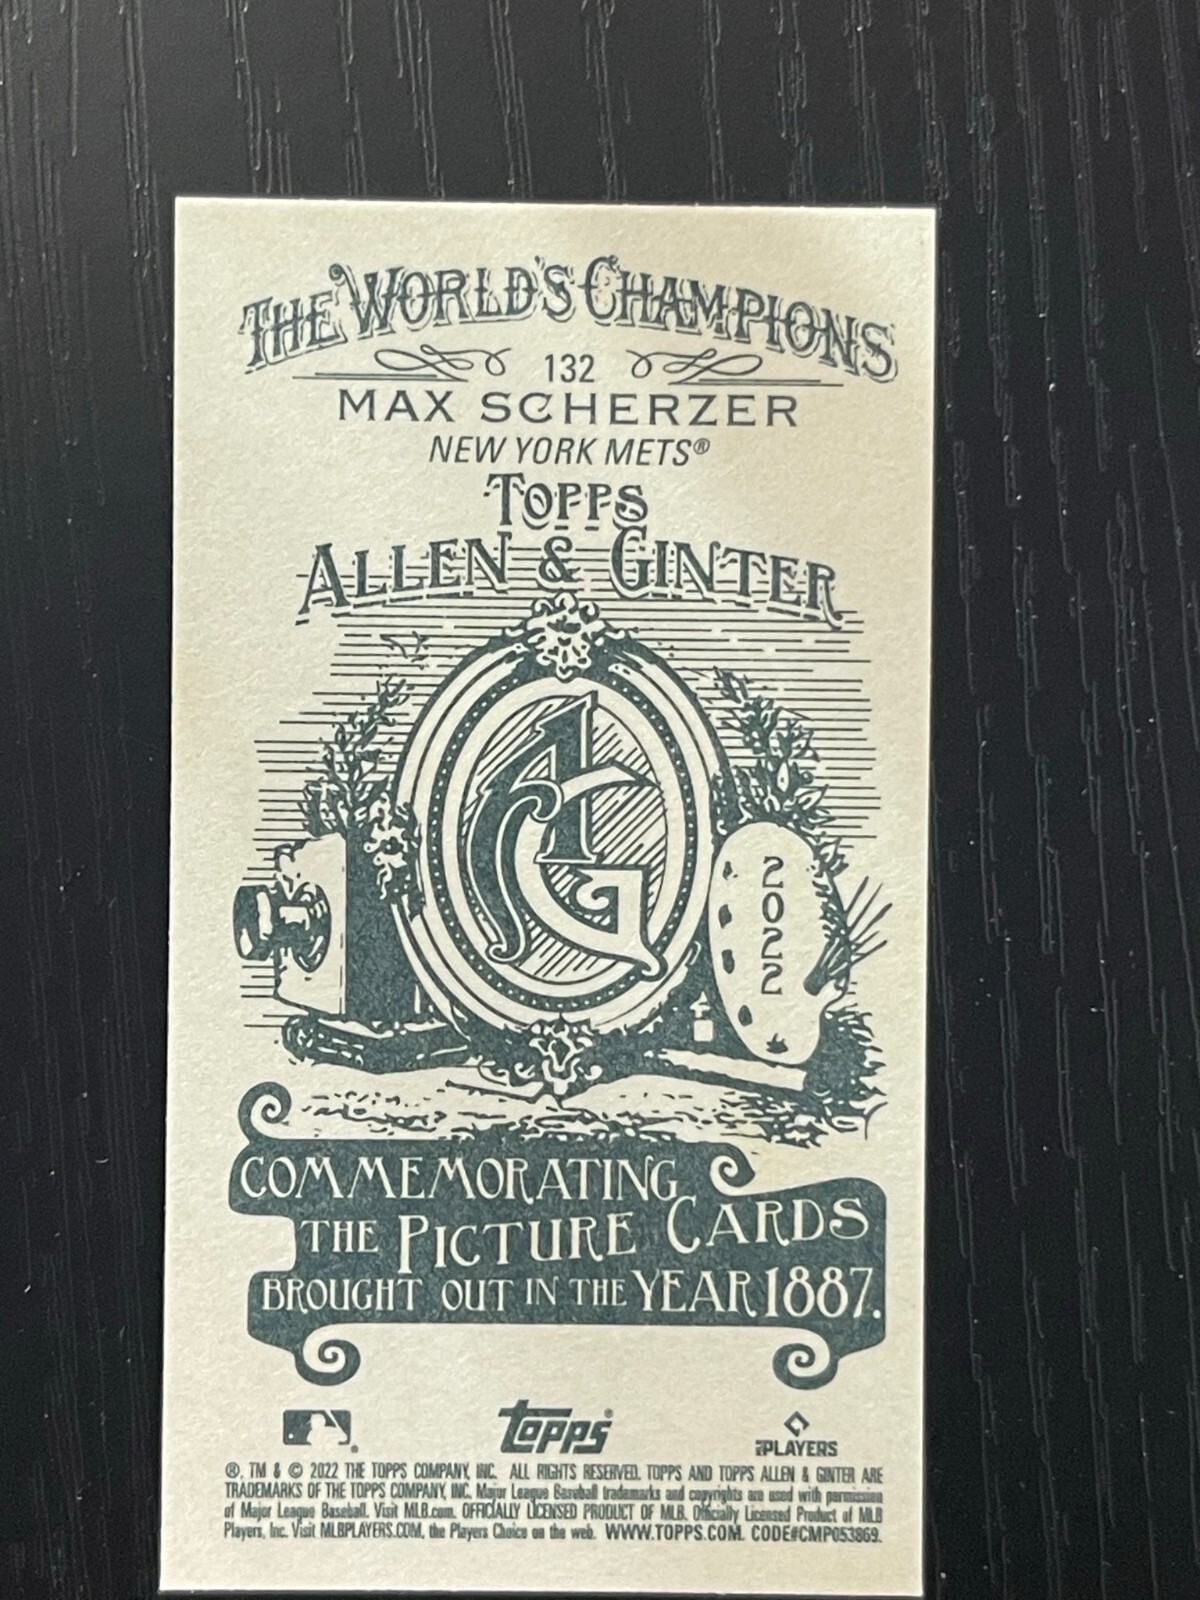 THE WORLD'S CHAMPIONS
132
MAX SCHERZER
NEW YORK METS®
TOPPS
ALLEN & GINTER
AG
2022
COMMEMORATING
THE PICTURE CARDS
BROUGHT OUT IN THE YEAR 1887.
topps®
PLAYERS
®, TM & © 2022 THE TOPPS COMPANY, INC. ALL RIGHTS RESERVED. TOPPS AND TOPPS ALLEN & GINTER ARE
TRADEMARKS OF THE TOPPS COMPANY, INC. Major League Baseball trademarks and copyrights are used with permission
of Major League Baseball. Visit MLB.com. OFFICIALLY LICENSED PRODUCT OF MLB. Officially Licensed Product of MLB
Players, Inc. Visit MLBPLAYERS.COM, the Players Choice on the web. WWW.TOPPS.COM. CODE#CMP053869.